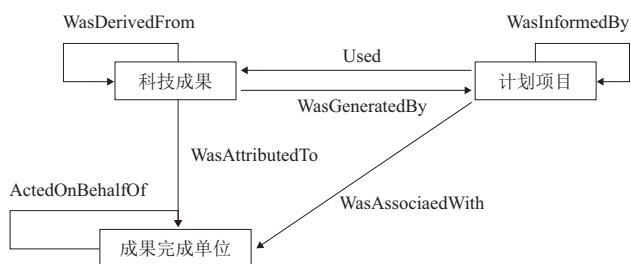 WasDerivedFrom
WasInformedBy
Used
科技成果
计划项目
WasGeneratedBy
WasAttributedTo
ActedOnBehalfOf
WasAssociaedWith
成果完成单位